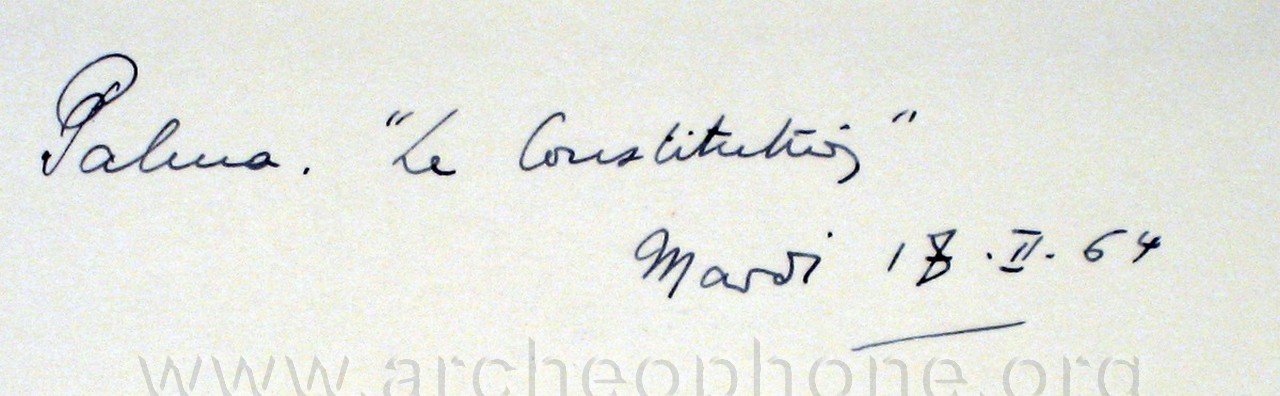 Palma. "Le Constitution"
Mardi 18.II.64
www.archeophone.org